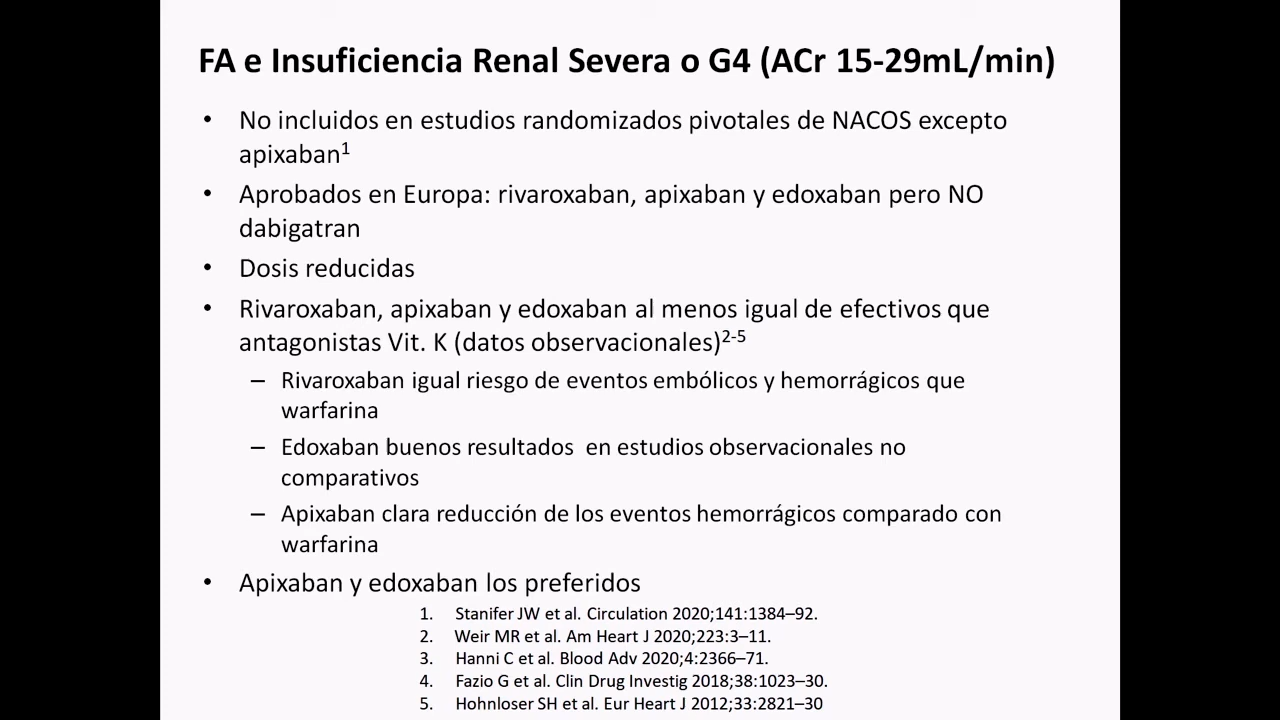 FA e Insuficiencia Renal Severa o G4 (ACr 15-29mL/min)
• No incluidos en estudios randomizados pivotales de NACOS excepto
apixaban1
• Aprobados en Europa: rivaroxaban, apixaban y edoxaban pero NO
dabigatran
• Dosis reducidas
• Rivaroxaban, apixaban y edoxaban al menos igual de efectivos que
antagonistas Vit. K (datos observacionales)2-5
– Rivaroxaban igual riesgo de eventos embólicos y hemorrágicos que
warfarina
– Edoxaban buenos resultados  en estudios observacionales no
comparativos
– Apixaban clara reducción de los eventos hemorrágicos comparado con
warfarina
• Apixaban y edoxaban los preferidos
1. Stanifer JW et al. Circulation 2020;141:1384–92.
2. Weir MR et al. Am Heart J 2020;223:3–11.
3. Hanni C et al. Blood Adv 2020;4:2366–71.
4. Fazio G et al. Clin Drug Investig 2018;38:1023–30.
5. Hohnloser SH et al. Eur Heart J 2012;33:2821–30